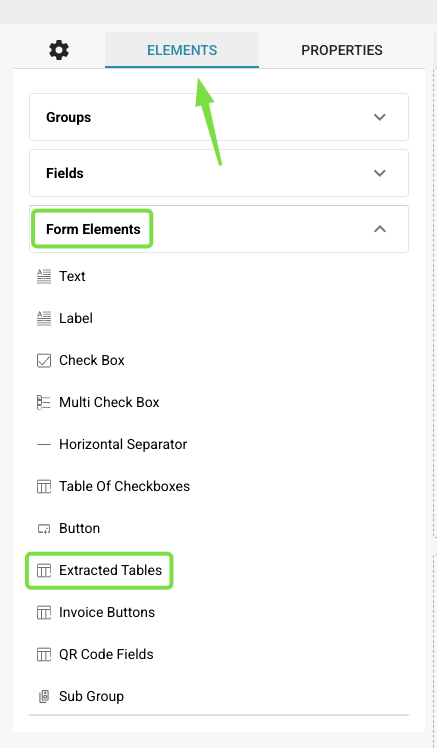 ELEMENTS PROPERTIES
Groups
Fields
Form Elements
Text
Label
Check Box
Multi Check Box
Horizontal Separator
Table Of Checkboxes
Button
Extracted Tables
Invoice Buttons
QR Code Fields
Sub Group